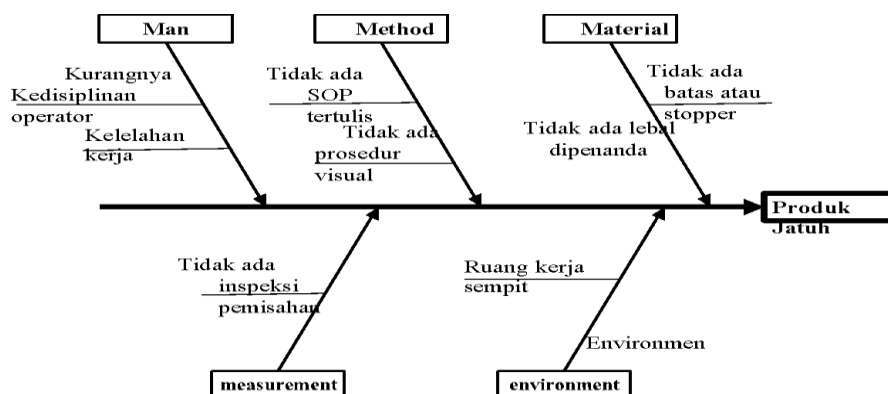 Man
Method
Material
Kurangnya
Kedisiplinan
operator
Kelelahan
kerja
Tidak ada
SOP
tertulis
Tidak ada
prosedur
visual
Tidak ada
batas atau
stopper
Tidak ada lebal
dipenanda
Produk
Jatuh
Tidak ada
inspeksi
pemisahan
Ruang kerja
sempit
Environmen
measurement
environment